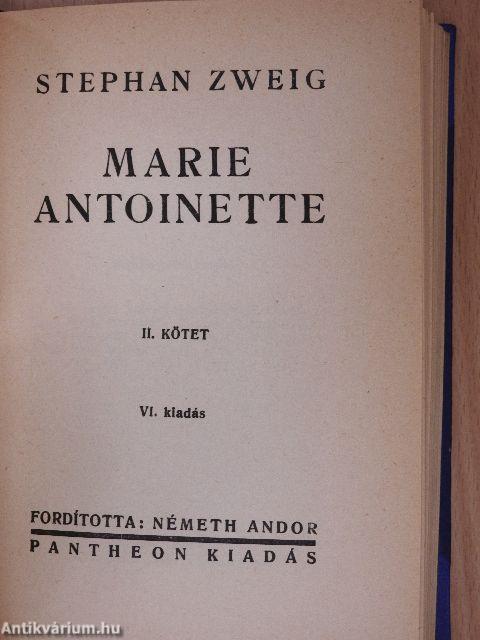 STEPHAN ZWEIG
MARIE
ANTOINETTE
II. KÖTET
VI. kiadás
FORDÍTOTTA: NÉMETH ANDOR
PANTHEON KIADÁS
Antikvárium.hu